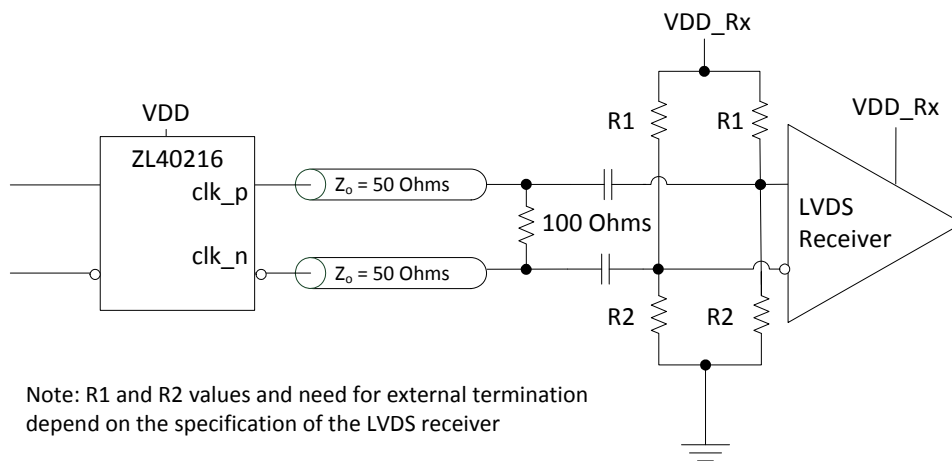 VDD_Rx
VDD
VDD_Rx
R1
R1
ZL40216
clk_p
Zo = 50 Ohms
LVDS
Receiver
100 Ohms
clk_n
Zo = 50 Ohms
R2
R2
Note: R1 and R2 values and need for external termination
depend on the specification of the LVDS receiver